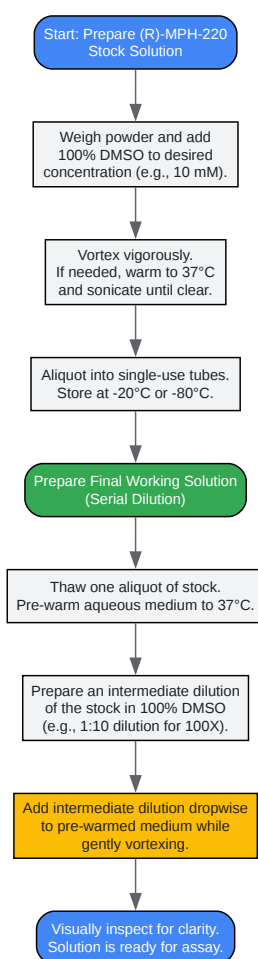 Start: Prepare (R)-MPH-220
Stock Solution
Weigh powder and add
100% DMSO to desired
concentration (e.g., 10 mM).
Vortex vigorously.
If needed, warm to 37°C
and sonicate until clear.
Aliquot into single-use tubes.
Store at -20°C or -80°C.
Prepare Final Working Solution
(Serial Dilution)
Thaw one aliquot of stock.
Pre-warm aqueous medium to 37°C.
Prepare an intermediate dilution
of the stock in 100% DMSO
(e.g., 1:10 dilution for 100X).
Add intermediate dilution dropwise
to pre-warmed medium while
gently vortexing.
Visually inspect for clarity.
Solution is ready for assay.